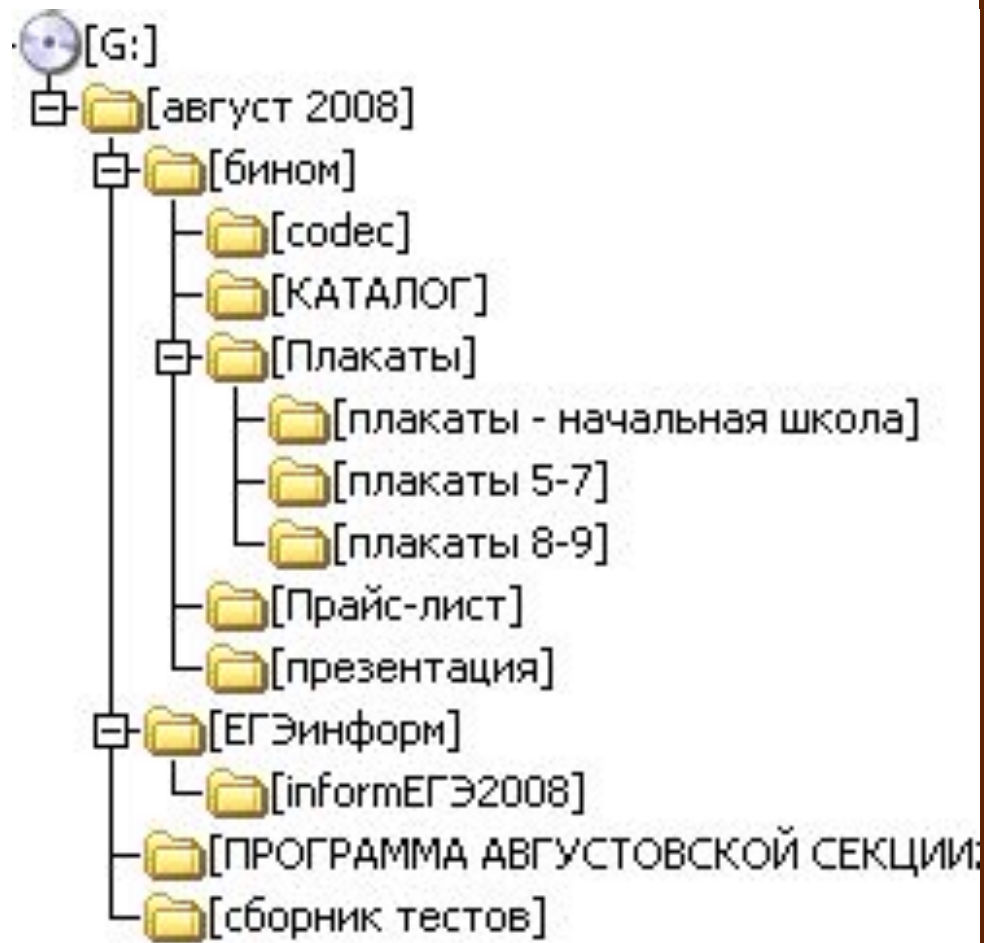 [G:]
[август 2008]
[бином]
[codec]
[КАТАЛОГ]
[Плакаты]
[плакаты - начальная школа]
[плакаты 5-7]
[плакаты 8-9]
[Прайс-лист]
[презентация]
[ЕГЭинформ]
[informЕГЭ2008]
[ПРОГРАММА АВГУСТОВСКОЙ СЕКЦИИ
[сборник тестов]